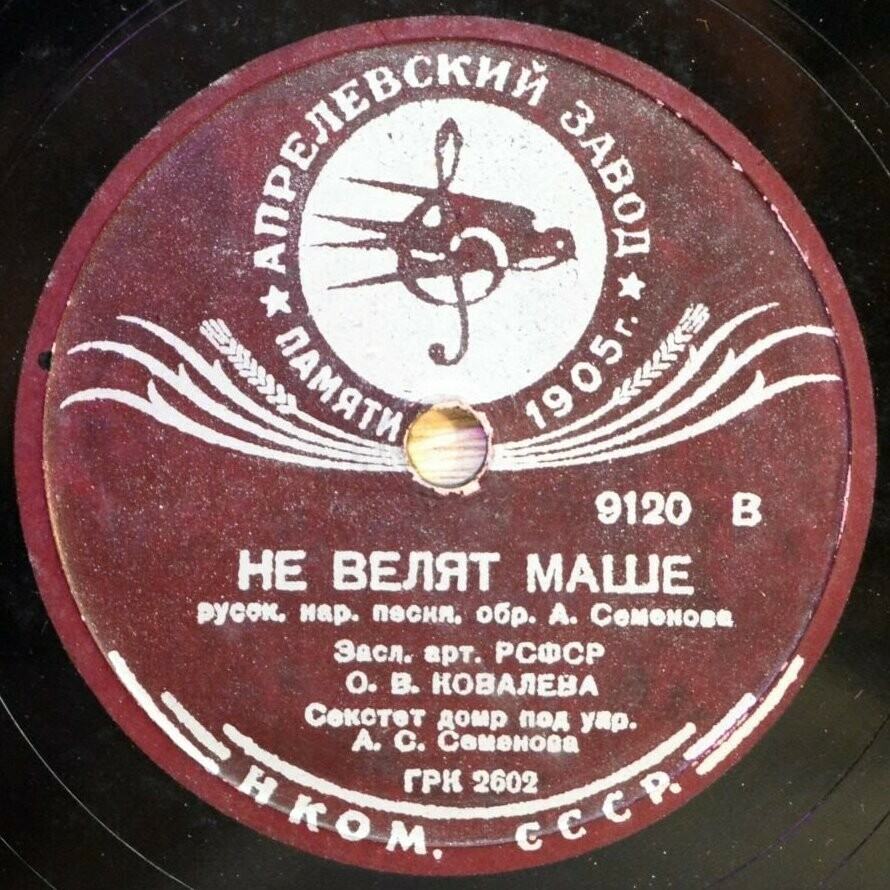 АПРЕЛЕВСКИЙ ЗАВОД
ПАМЯТИ 1905 г.
9120 В
НЕ ВЕЛЯТ МАШЕ
русск. нар. песня. обр. А. Семенова
Засл. арт. РСФСР
О. В. КОВАЛЕВА
Секстет домр под упр.
А. С. Семенова
ГРК 2602
НКОМ. СССР.